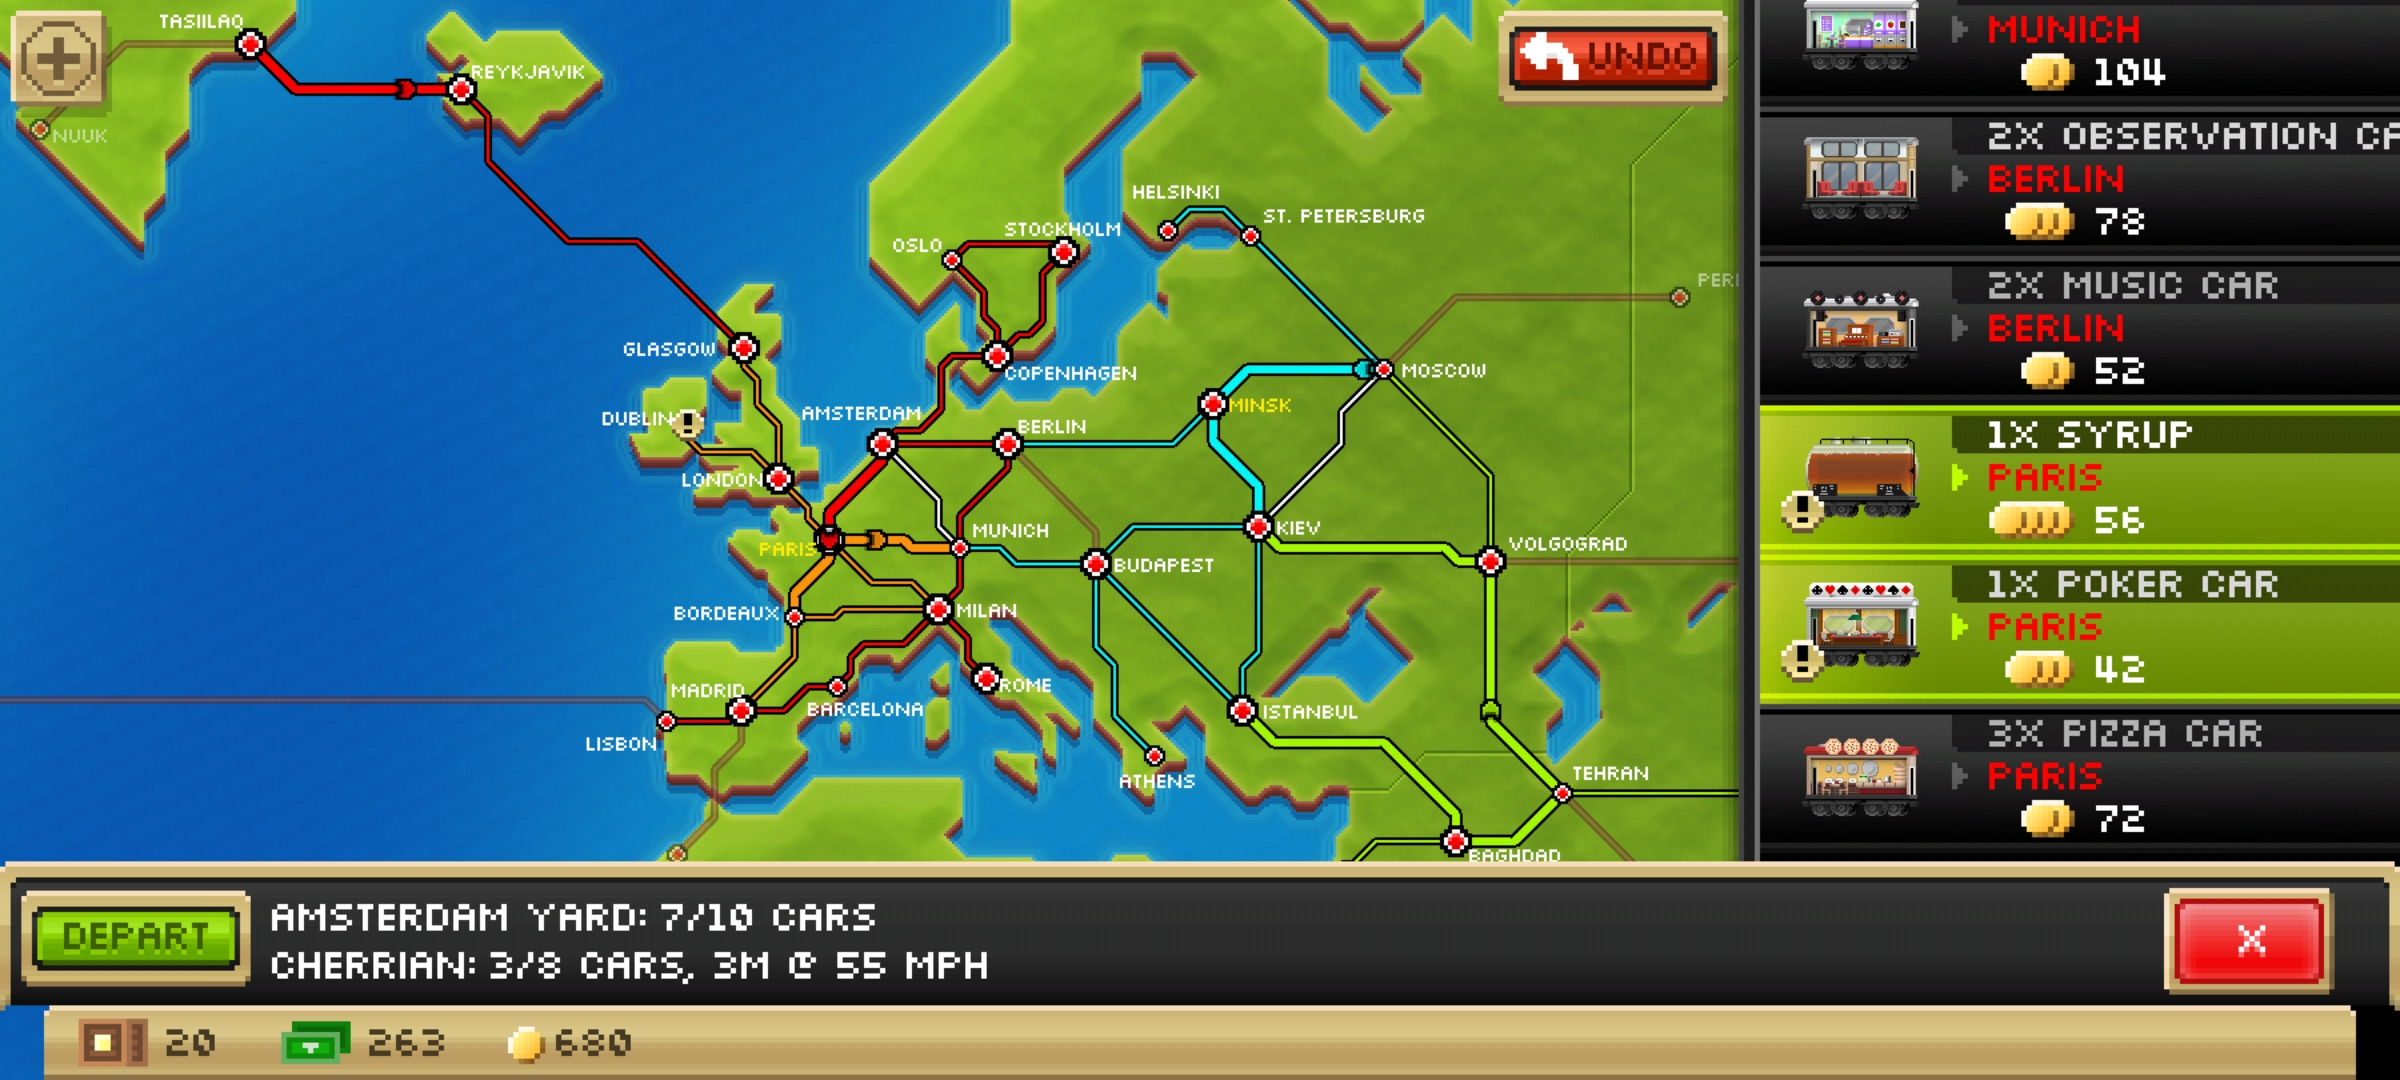 TASIILAQ
REYKJAVIK
NUUK
UNDO
HELSINKI
ST. PETERSBURG
STOCKHOLM
OSLO
GLASGOW
COPENHAGEN
MOSCOW
MINSK
DUBLIN
AMSTERDAM
BERLIN
LONDON
PARIS
MUNICH
KIEV
VOLGOGRAD
BUDAPEST
BORDEAUX
MILAN
MADRID
ROME
BARCELONA
ISTANBUL
LISBON
ATHENS
TEHRAN
BAGHDAD
MUNICH
104
2X OBSERVATION CA
BERLIN
78
2X MUSIC CAR
BERLIN
52
1X SYRUP
PARIS
56
1X POKER CAR
PARIS
42
3X PIZZA CAR
PARIS
72
DEPART
AMSTERDAM YARD: 7/10 CARS
CHERRIAN: 3/8 CARS, 3M @ 55 MPH
X
20
263
680